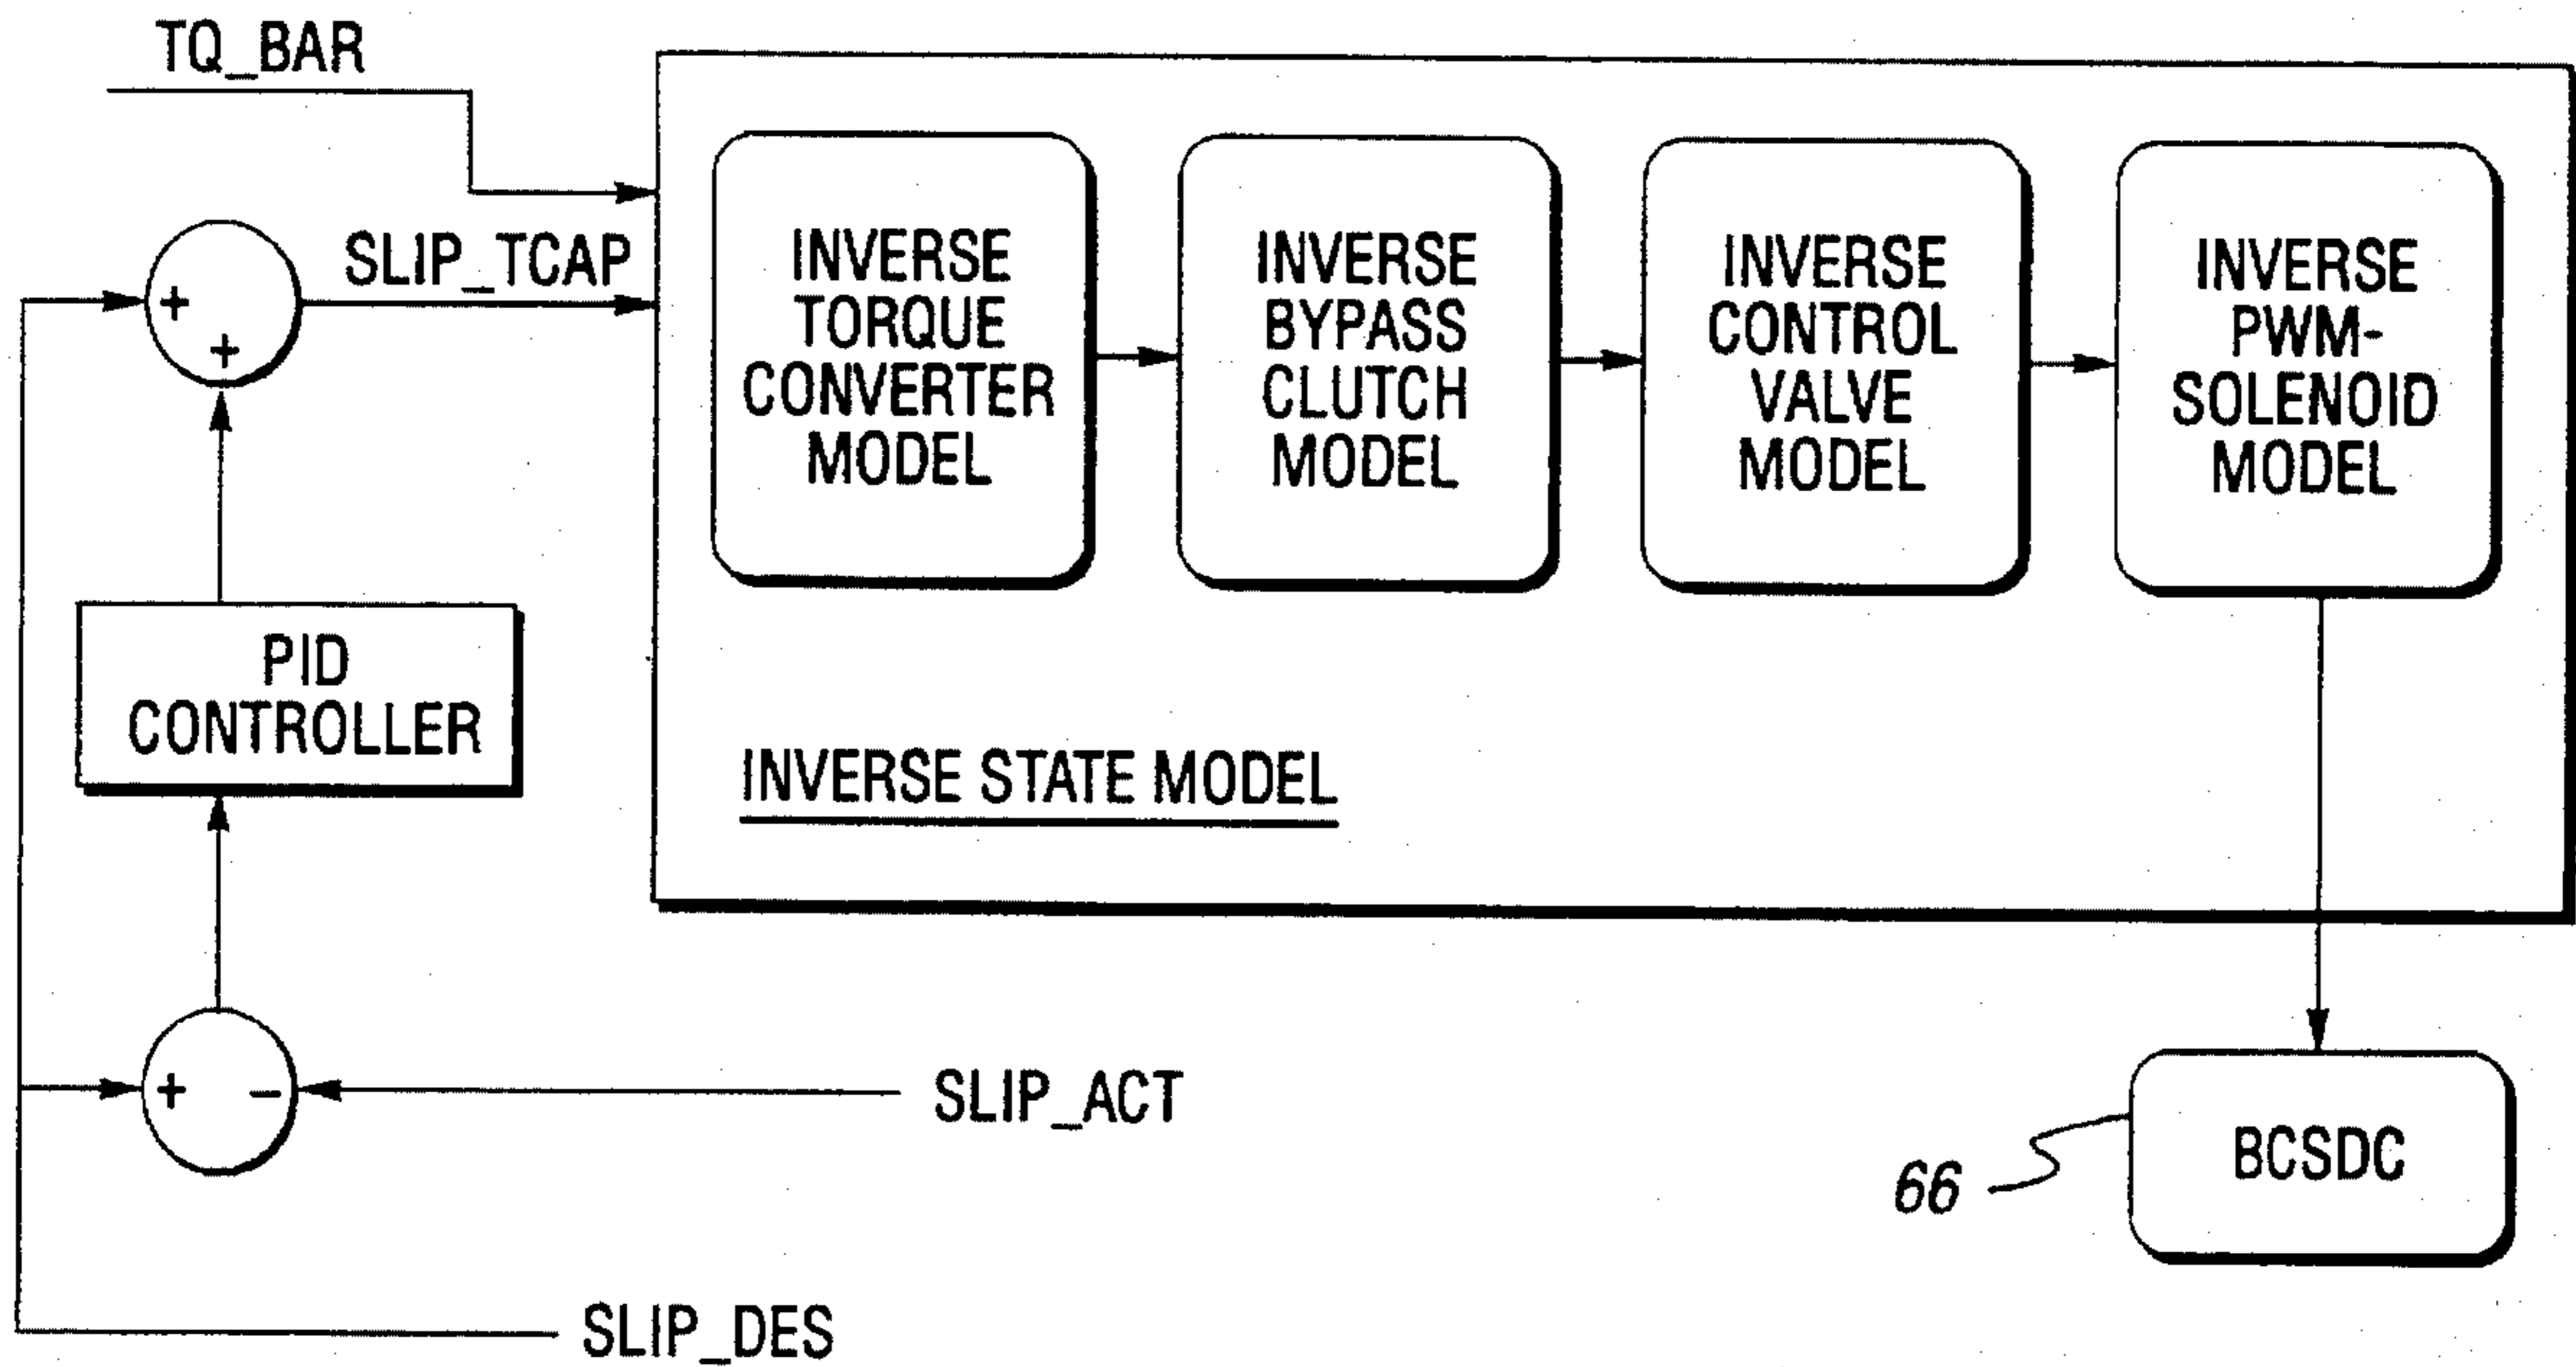 TQ_BAR
SLIP_TCAP
+
+
PID
CONTROLLER
+ −
SLIP_ACT
SLIP_DES
INVERSE
TORQUE
CONVERTER
MODEL
INVERSE
BYPASS
CLUTCH
MODEL
INVERSE
CONTROL
VALVE
MODEL
INVERSE
PWM-
SOLENOID
MODEL
INVERSE STATE MODEL
66
BCSDC